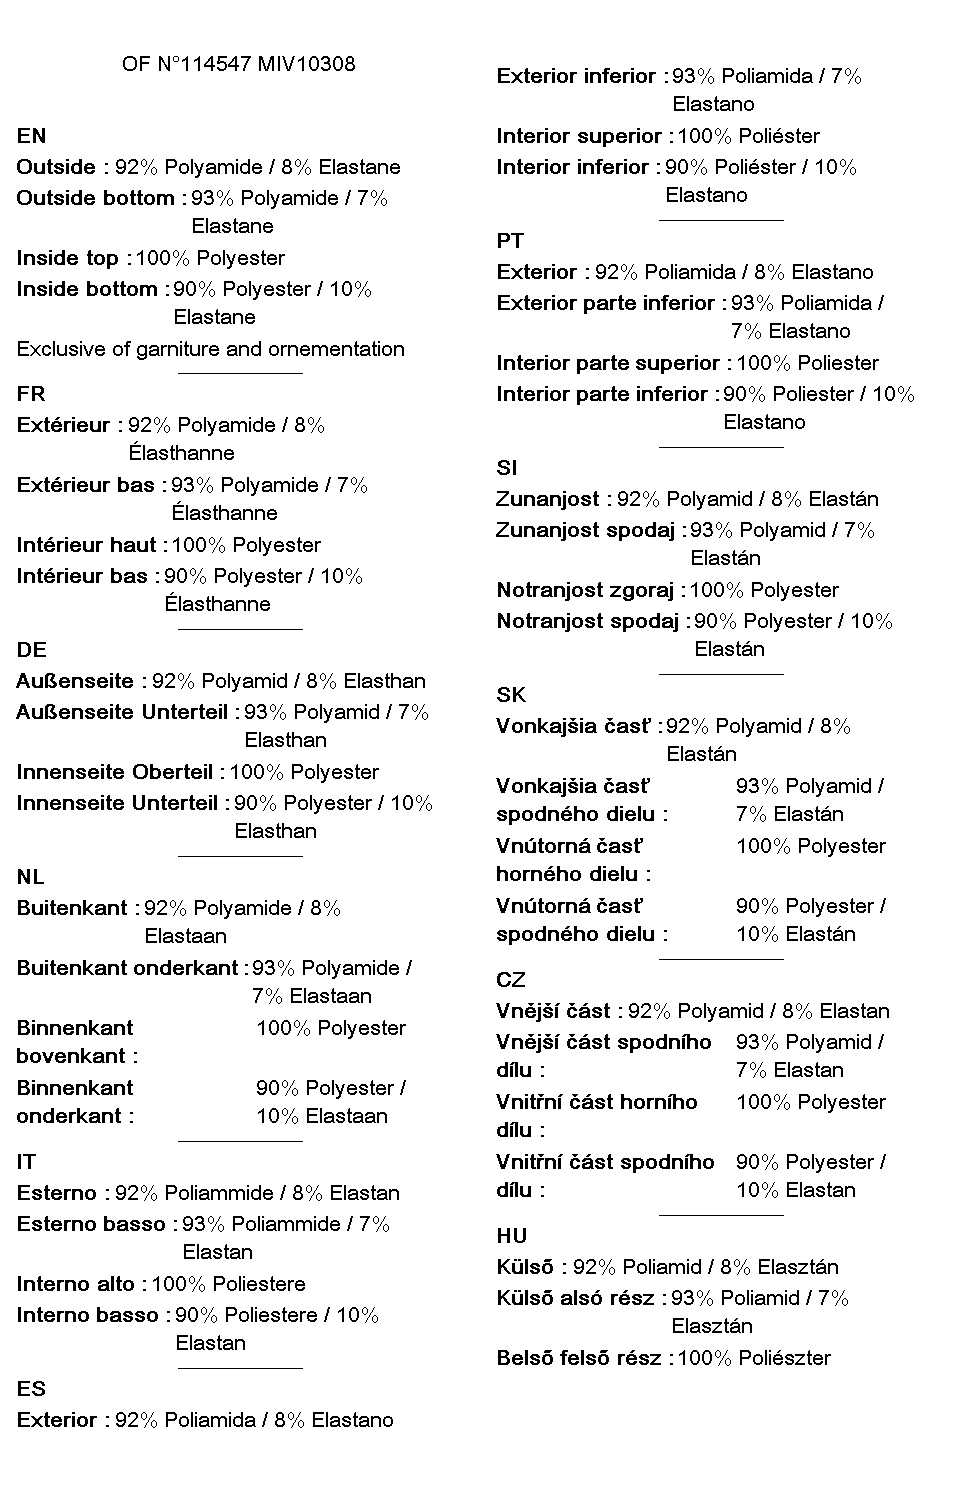 OF N°114547 MIV10308
EN
Outside : 92% Polyamide / 8% Elastane
Outside bottom : 93% Polyamide / 7%
Elastane
Inside top : 100% Polyester
Inside bottom : 90% Polyester / 10%
Elastane
Exclusive of garniture and ornementation
FR
Extérieur : 92% Polyamide / 8%
Élasthanne
Extérieur bas : 93% Polyamide / 7%
Élasthanne
Intérieur haut : 100% Polyester
Intérieur bas : 90% Polyester / 10%
Élasthanne
DE
Außenseite : 92% Polyamid / 8% Elasthan
Außenseite Unterteil : 93% Polyamid / 7%
Elasthan
Innenseite Oberteil : 100% Polyester
Innenseite Unterteil : 90% Polyester / 10%
Elasthan
NL
Buitenkant : 92% Polyamide / 8%
Elastaan
Buitenkant onderkant : 93% Polyamide /
7% Elastaan
Binnenkant 100% Polyester
bovenkant :
Binnenkant 90% Polyester /
onderkant : 10% Elastaan
IT
Esterno : 92% Poliammide / 8% Elastan
Esterno basso : 93% Poliammide / 7%
Elastan
Interno alto : 100% Poliestere
Interno basso : 90% Poliestere / 10%
Elastan
ES
Exterior : 92% Poliamida / 8% Elastano
Exterior inferior : 93% Poliamida / 7%
Elastano
Interior superior : 100% Poliéster
Interior inferior : 90% Poliéster / 10%
Elastano
PT
Exterior : 92% Poliamida / 8% Elastano
Exterior parte inferior : 93% Poliamida /
7% Elastano
Interior parte superior : 100% Poliester
Interior parte inferior : 90% Poliester / 10%
Elastano
SI
Zunanjost : 92% Polyamid / 8% Elastán
Zunanjost spodaj : 93% Polyamid / 7%
Elastán
Notranjost zgoraj : 100% Polyester
Notranjost spodaj : 90% Polyester / 10%
Elastán
SK
Vonkajšia časť : 92% Polyamid / 8%
Elastán
Vonkajšia časť 93% Polyamid /
spodného dielu : 7% Elastán
Vnútorná časť 100% Polyester
horného dielu :
Vnútorná časť 90% Polyester /
spodného dielu : 10% Elastán
CZ
Vnější část : 92% Polyamid / 8% Elastan
Vnější část spodního 93% Polyamid /
dílu : 7% Elastan
Vnitřní část horního 100% Polyester
dílu :
Vnitřní část spodního 90% Polyester /
dílu : 10% Elastan
HU
Külső : 92% Poliamid / 8% Elasztán
Külső alsó rész : 93% Poliamid / 7%
Elasztán
Belső felső rész : 100% Poliészter